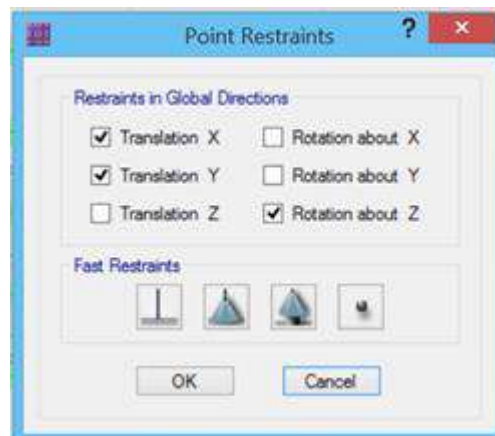 Point Restraints ?
Restraints in Global Directions
Translation X Rotation about X
Translation Y Rotation about Y
Translation Z Rotation about Z
Fast Restraints
OK Cancel